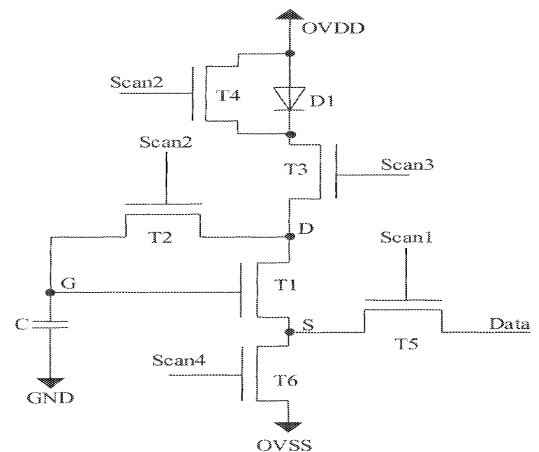 OVDD
Scan2
T4
D1
Scan2
T3
Scan3
T2
D
Scan1
G
T1
C
S
Data
T5
Scan4
T6
GND
OVSS